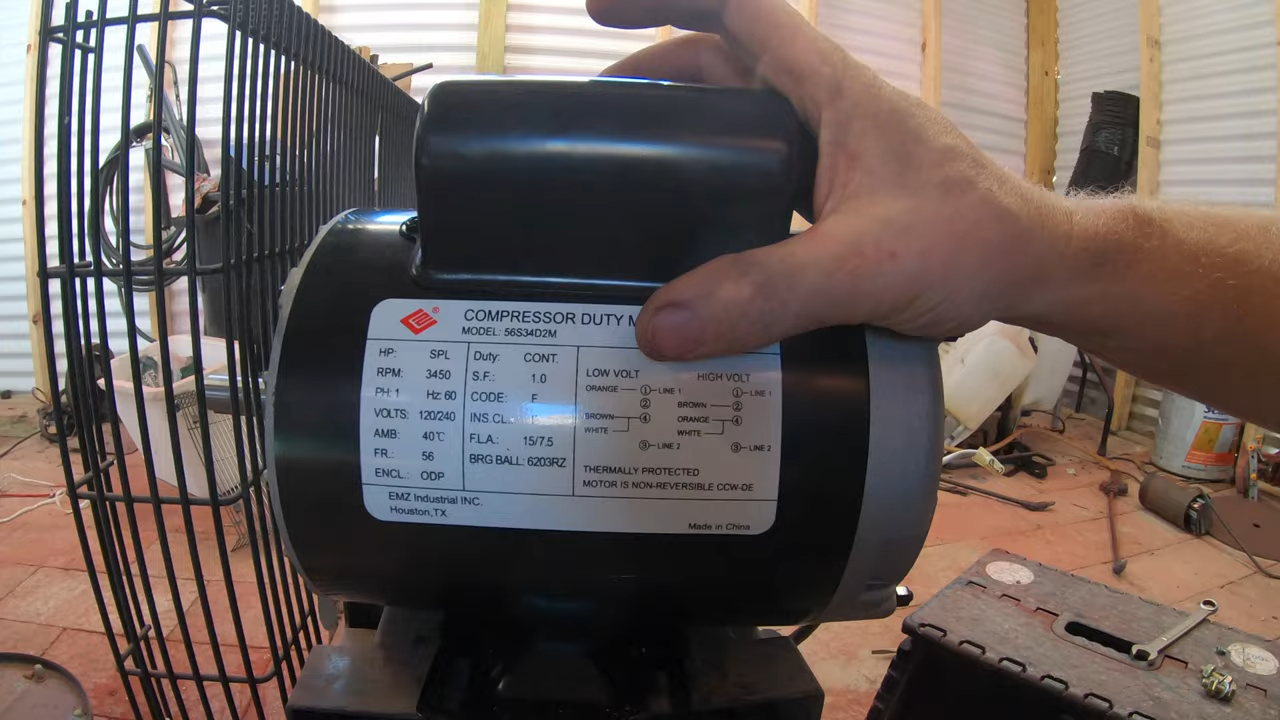 ®
COMPRESSOR DUTY
MODEL: 56S34D2M
HP: SPL
RPM: 3450
PH: 1 Hz: 60
VOLTS: 120/240
AMB: 40℃
FR.: 56
ENCL.: ODP
Duty: CONT.
S.F.: 1.0
CODE: F
INS.CL.
F.L.A.: 15/7.5
BRG BALL: 6203RZ
LOW VOLT HIGH VOLT
ORANGE 1 LINE 1 1 LINE 1
2 BROWN 2
BROWN 4 ORANGE 4
WHITE WHITE
3 LINE 2 3 LINE 2
THERMALLY PROTECTED
MOTOR IS NON-REVERSIBLE CCW-DE
EMZ Industrial INC.
Houston,TX
Made in China